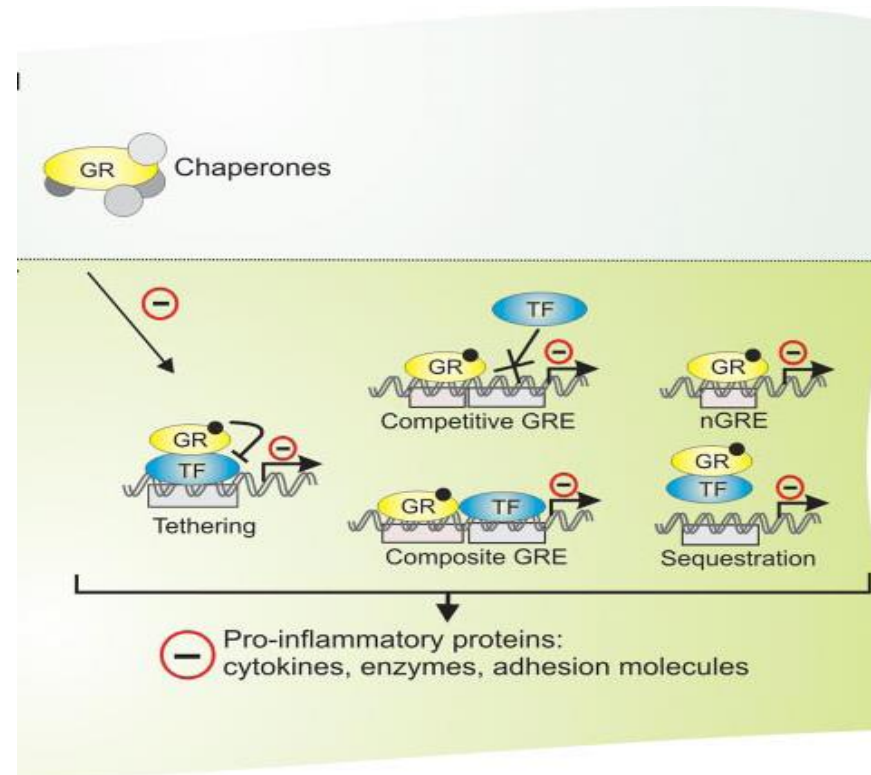 GR
Chaperones
−
TF
GR
−
Competitive GRE
GR
−
nGRE
GR
TF
−
Tethering
GR
TF
−
Composite GRE
GR
TF
−
Sequestration
−
Pro-inflammatory proteins:
cytokines, enzymes, adhesion molecules